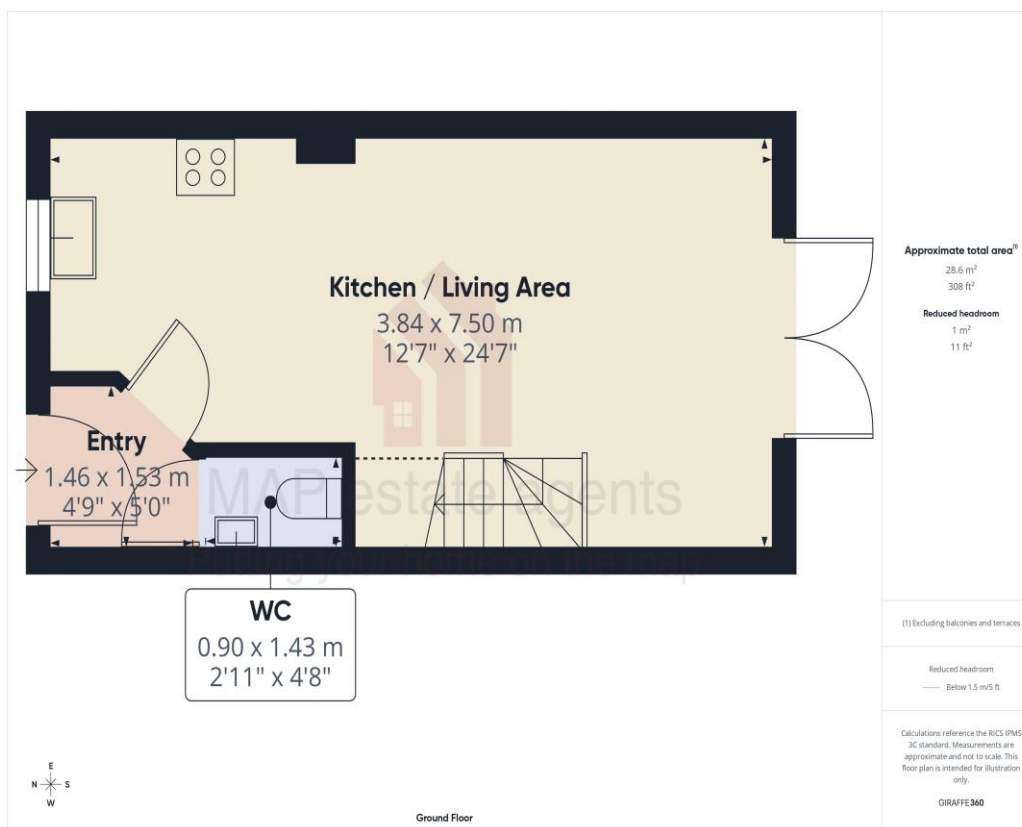 Kitchen / Living Area
3.84 x 7.50 m
12'7" x 24'7"
Entry
1.46 x 1.53 m
4'9" x 5'0"
MAP estate agents
Putting your home on the map
WC
0.90 x 1.43 m
2'11" x 4'8"
E
N S
W
Ground Floor
Approximate total area⁽¹⁾
28.6 m²
308 ft²
Reduced headroom
1 m²
11 ft²
(1) Excluding balconies and terraces
Reduced headroom
------- Below 1.5 m/5 ft
Calculations reference the RICS IPMS
3C standard. Measurements are
approximate and not to scale. This
floor plan is intended for illustration
only.
GIRAFFE360